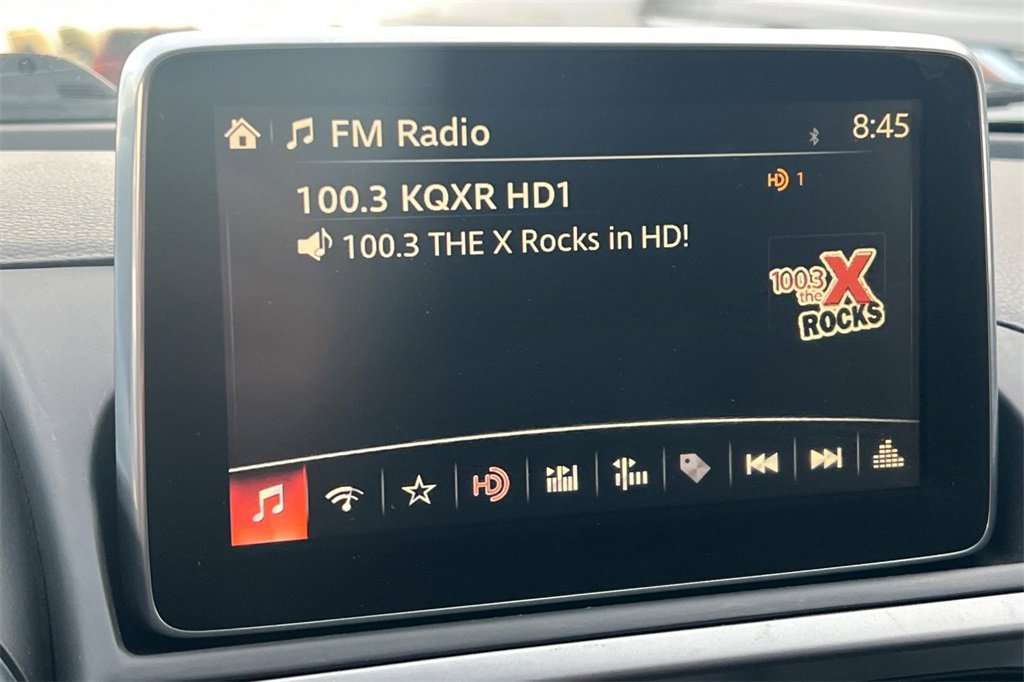 FM Radio
8:45
100.3 KQXR HD1
HD 1
100.3 THE X Rocks in HD!
100.3
the X
ROCKS
HD